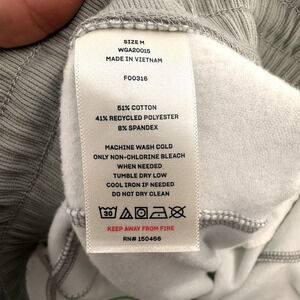 SIZE M
WGA20015
MADE IN VIETNAM
F00316
51% COTTON
41% RECYCLED POLYESTER
8% SPANDEX
MACHINE WASH COLD
ONLY NON-CHLORINE BLEACH
WHEN NEEDED
TUMBLE DRY LOW
COOL IRON IF NEEDED
DO NOT DRY CLEAN
30
KEEP AWAY FROM FIRE
RN# 150466